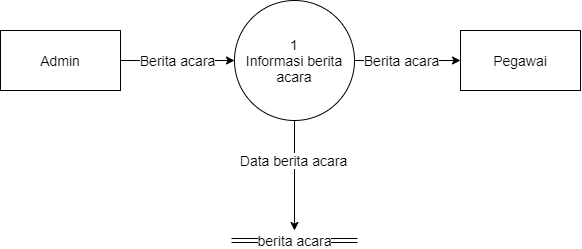 1
Admin
Berita acara
Informasi berita
acara
Berita acara
Pegawai
Data berita acara
berita acara